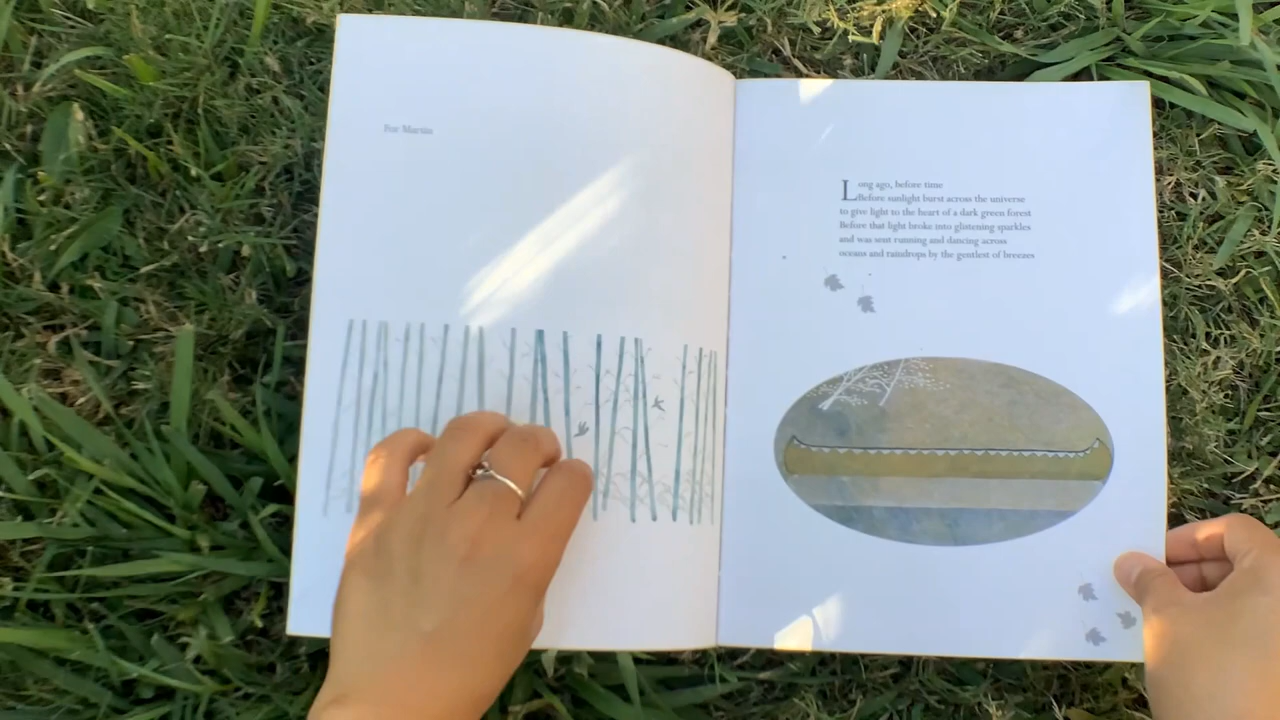 For Martin
Long ago, before time
Before sunlight burst across the universe
to give light to the heart of a dark green forest
Before that light broke into glistening sparkles
and was sent running and dancing across
oceans and raindrops by the gentlest of breezes